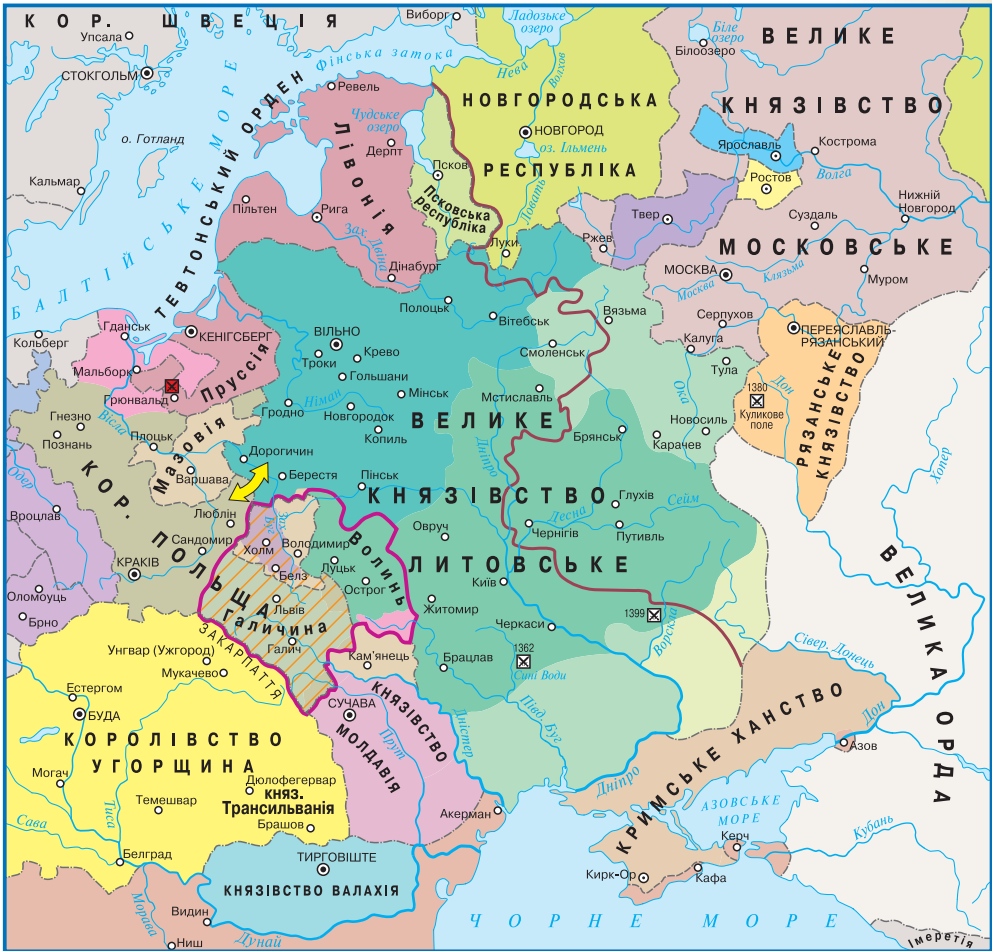 КОР. ШВЕЦІЯ
Упсала
СТОКГОЛЬМ
о. Готланд
Кальмар
БАЛТІЙСЬКЕ МОРЕ
Виборг
Ладозьке
озеро
Фінська затока
Нева
Волхов
Біле
озеро
Білоозеро
ВЕЛИКЕ
КНЯЗІВСТВО
МОСКОВСЬКЕ
НОВГОРОДСЬКА
РЕСПУБЛІКА
НОВГОРОД
оз. Ільмень
Ловать
Луки
Ревель
Чудське
озеро
Дерпт
Псков
Псковська
республіка
ТЕВТОНСЬКИЙ ОРДЕН
ЛІВОНІЯ
Пільтен
Рига
Зах. Двіна
Дінабург
Ярославль
Кострома
Волга
Ростов
Нижній
Новгород
Твер
Суздаль
Ржев
МОСКВА
Москва
Клязьма
Муром
Серпухов
Калуга
Тула
ПЕРЕЯСЛАВЛЬ-
РЯЗАНСЬКИЙ
РЯЗАНСЬКЕ
КНЯЗІВСТВО
Дон
1380
Куликове
поле
Ока
Новосиль
Карачев
Брянськ
Полоцьк
Вітебськ
Вязьма
Смоленськ
Мстиславль
Кольберг
Гданськ
КЕНІГСБЕРГ
Мальборк
Пруссія
Грюнвальд
ВІЛЬНО
Троки
Крево
Гольшани
Мінськ
Німан
Гродно
Новгородок
Копиль
ВЕЛИКЕ
КНЯЗІВСТВО
ЛИТОВСЬКЕ
Дніпро
Гнезно
Познань
Вісла
Плоцьк
Мазовія
Варшава
Дорогичин
Берестя
Пінськ
Одер
Вроцлав
КОР. ПОЛЬЩА
Люблін
Сандомир
КРАКІВ
Оломоуць
Брно
Зах. Буг
Холм
Володимир
Белз
Волинь
Луцьк
Острог
Львів
Галичина
Галич
Овруч
Десна
Глухів
Сейм
Чернігів
Путивль
Київ
Житомир
Черкаси
1399
Ворскла
Брацлав
1362
Сині Води
Кам'янець
ЗАКАРПАТТЯ
Унгвар (Ужгород)
Мукачево
Естергом
БУДА
КОРОЛІВСТВО
УГОРЩИНА
Могач
Дюлофегервар
княз.
Трансильванія
Темешвар
Брашов
Тиса
Сава
Белград
СУЧАВА
КНЯЗІВСТВО
МОЛДАВІЯ
Прут
Дністер
Півд. Буг
Акерман
Дніпро
Сівер. Донець
Хопер
ВЕЛИКА ОРДА
КРИМСЬКЕ ХАНСТВО
Дон
Азов
АЗОВСЬКЕ
МОРЕ
Кубань
Керч
Кирк-Ор
Кафа
ТИРГОВІШТЕ
КНЯЗІВСТВО ВАЛАХІЯ
Морава
Видин
Ниш
Дунай
ЧОРНЕ МОРЕ
Імеретія